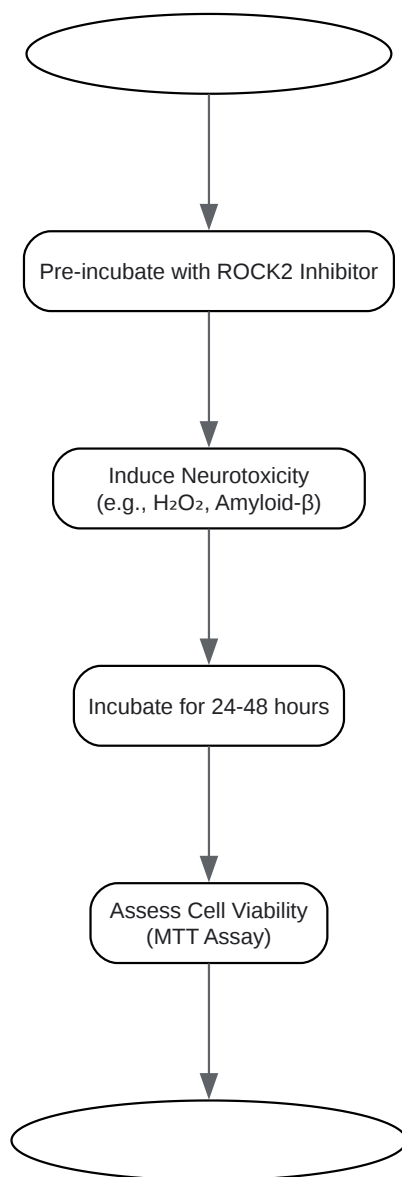 Pre-incubate with ROCK2 Inhibitor
Induce Neurotoxicity
(e.g., H₂O₂, Amyloid-β)
Incubate for 24-48 hours
Assess Cell Viability
(MTT Assay)